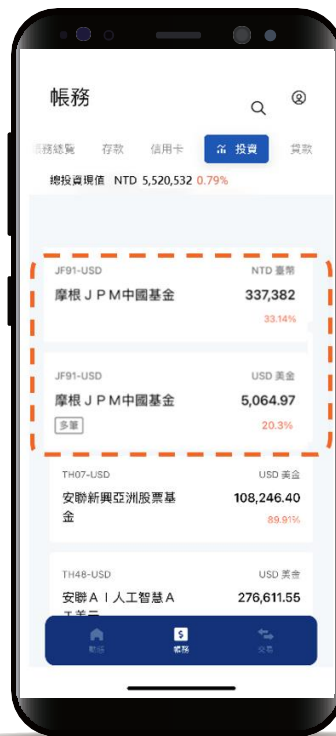 帳務
務總覽 存款 信用卡 投資 貸款
總投資現值 NTD 5,520,532 0.79%
JF91-USD NTD 臺幣
摩根ＪＰＭ中國基金 337,382
33.14%
JF91-USD USD 美金
摩根ＪＰＭ中國基金 5,064.97
多筆 20.3%
TH07-USD USD 美金
安聯新興亞洲股票基 108,246.40
金 89.91%
TH48-USD USD 美金
安聯ＡＩ人工智慧Ａ 276,611.55
$
帳務
交易